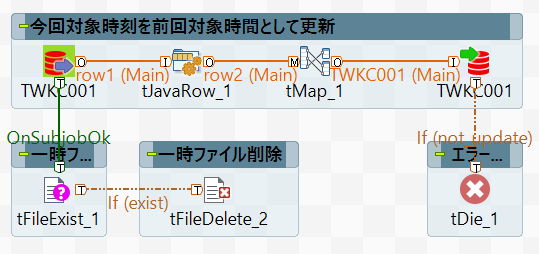 今回対象時刻を前回対象時間として更新
row1 (Main)
row2 (Main)
TWKC001 (Main)
TWKC001
tJavaRow_1
tMap_1
TWKC001
OnSubjobOk
If (not_update)
一時フ...
一時ファイル削除
エラー...
If (exist)
tFileExist_1
tFileDelete_2
tDie_1